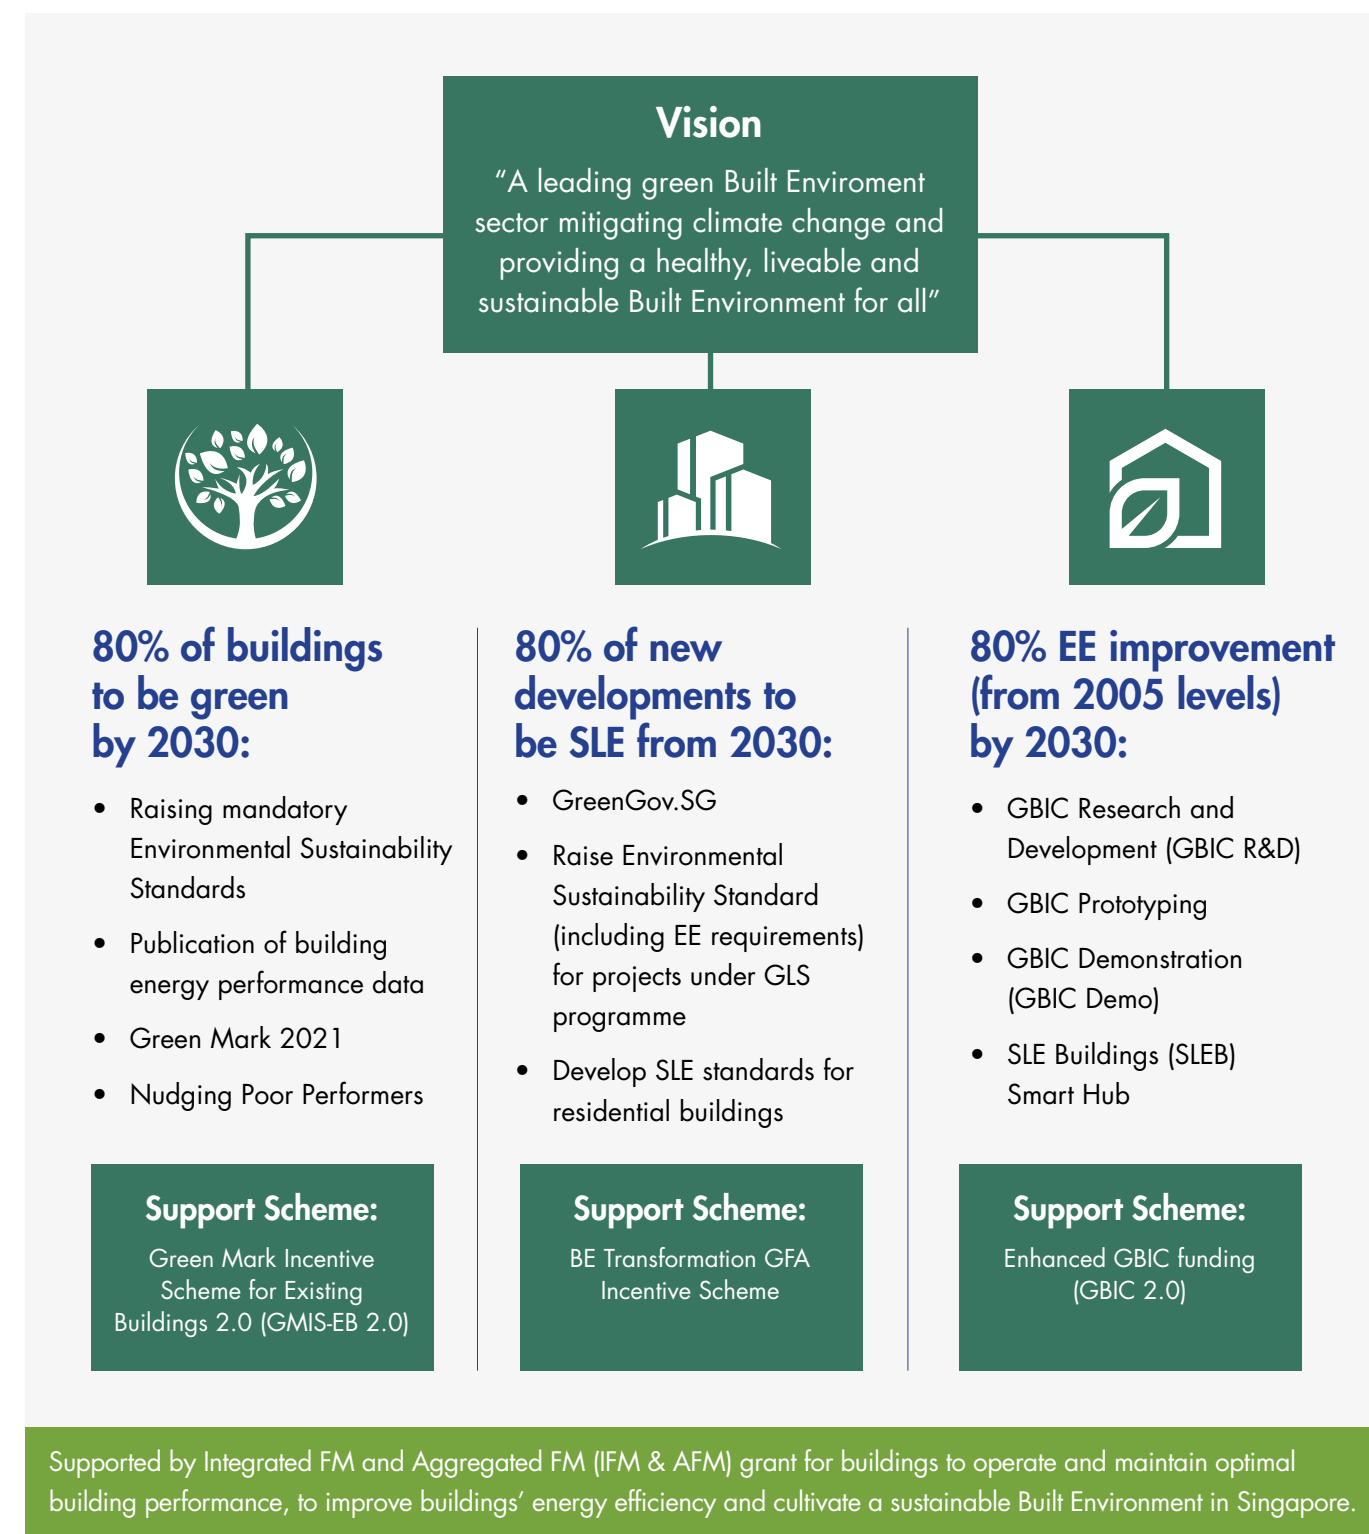 Vision
“A leading green Built Enviroment
sector mitigating climate change and
providing a healthy, liveable and
sustainable Built Environment for all”
80% of buildings
to be green
by 2030:
• Raising mandatory
Environmental Sustainability
Standards
• Publication of building
energy performance data
• Green Mark 2021
• Nudging Poor Performers
Support Scheme:
Green Mark Incentive
Scheme for Existing
Buildings 2.0 (GMIS-EB 2.0)
80% of new
developments to
be SLE from 2030:
• GreenGov.SG
• Raise Environmental
Sustainability Standard
(including EE requirements)
for projects under GLS
programme
• Develop SLE standards for
residential buildings
Support Scheme:
BE Transformation GFA
Incentive Scheme
80% EE improvement
(from 2005 levels)
by 2030:
• GBIC Research and
Development (GBIC R&D)
• GBIC Prototyping
• GBIC Demonstration
(GBIC Demo)
• SLE Buildings (SLEB)
Smart Hub
Support Scheme:
Enhanced GBIC funding
(GBIC 2.0)
Supported by Integrated FM and Aggregated FM (IFM & AFM) grant for buildings to operate and maintain optimal
building performance, to improve buildings’ energy efficiency and cultivate a sustainable Built Environment in Singapore.